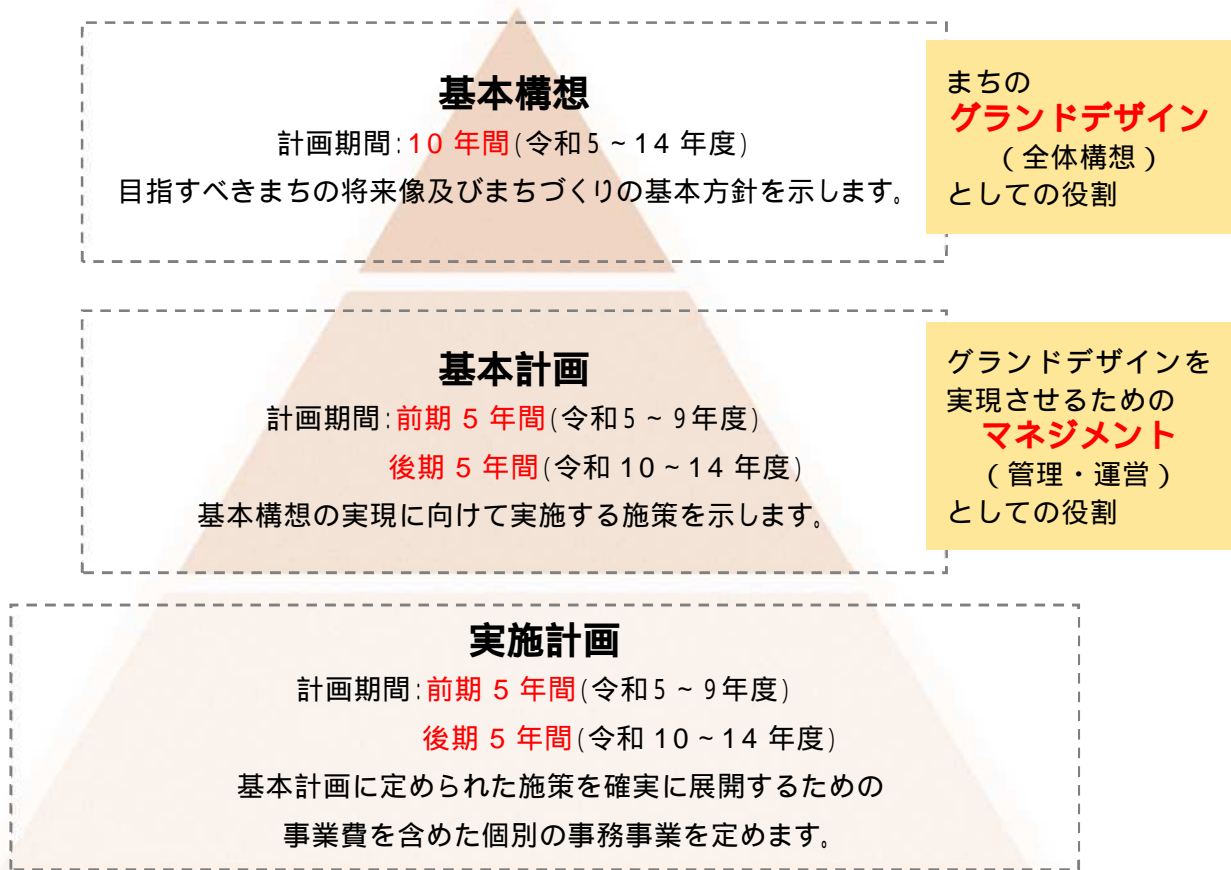 基本構想
計画期間:10 年間(令和5~14 年度)
目指すべきまちの将来像及びまちづくりの基本方針を示します。
まちの
グランドデザイン
(全体構想)
としての役割
基本計画
計画期間:前期 5 年間(令和5~9年度)
後期 5 年間(令和 10~14 年度)
基本構想の実現に向けて実施する施策を示します。
グランドデザインを
実現させるための
マネジメント
(管理・運営)
としての役割
実施計画
計画期間:前期 5 年間(令和5~9年度)
後期 5 年間(令和 10~14 年度)
基本計画に定められた施策を確実に展開するための
事業費を含めた個別の事務事業を定めます。